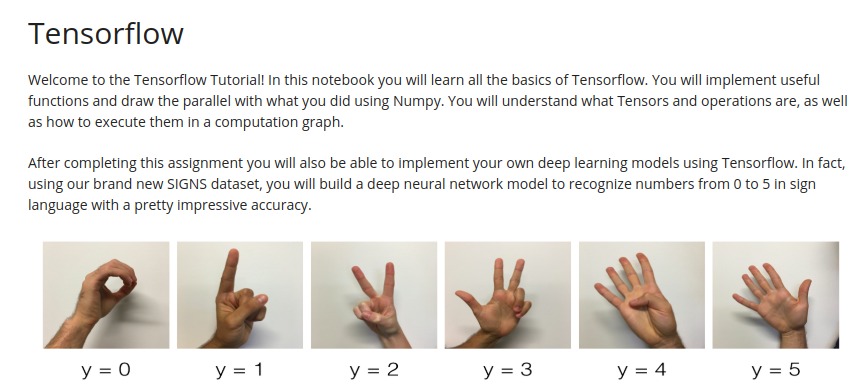 Tensorflow
Welcome to the Tensorflow Tutorial! In this notebook you will learn all the basics of Tensorflow. You will implement useful
functions and draw the parallel with what you did using Numpy. You will understand what Tensors and operations are, as well
as how to execute them in a computation graph.
After completing this assignment you will also be able to implement your own deep learning models using Tensorflow. In fact,
using our brand new SIGNS dataset, you will build a deep neural network model to recognize numbers from 0 to 5 in sign
language with a pretty impressive accuracy.
y = 0 y = 1 y = 2 y = 3 y = 4 y = 5